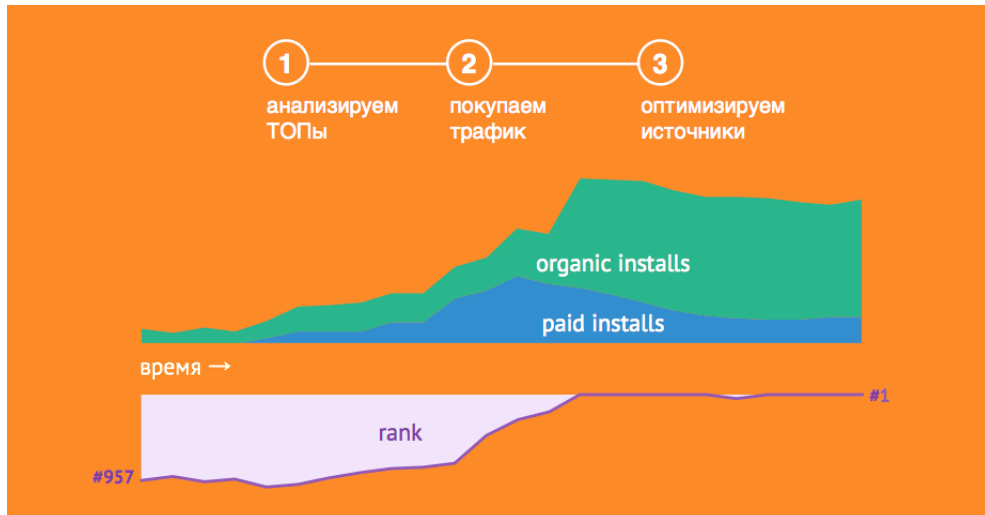 1
2
3
анализируем
ТОПы
покупаем
трафик
оптимизируем
источники
organic installs
paid installs
время →
#1
rank
#957